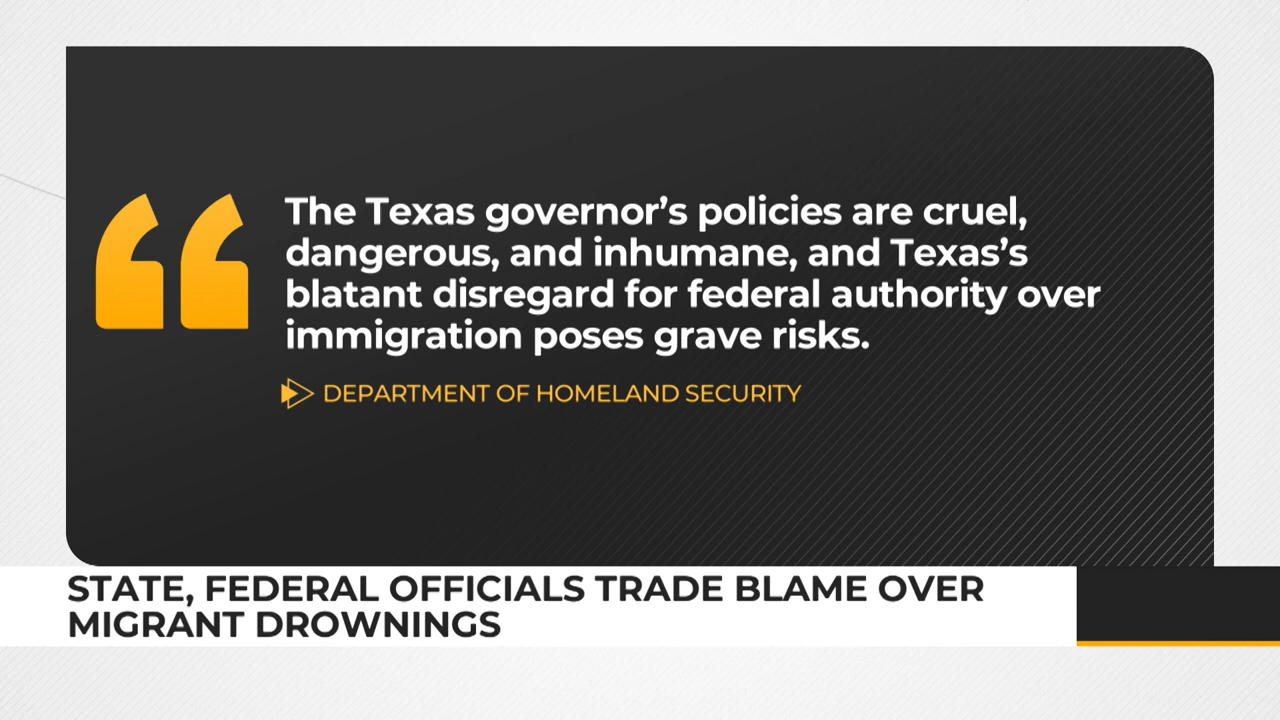 The Texas governor’s policies are cruel,
dangerous, and inhumane, and Texas’s
blatant disregard for federal authority over
immigration poses grave risks.
DEPARTMENT OF HOMELAND SECURITY
STATE, FEDERAL OFFICIALS TRADE BLAME OVER
MIGRANT DROWNINGS